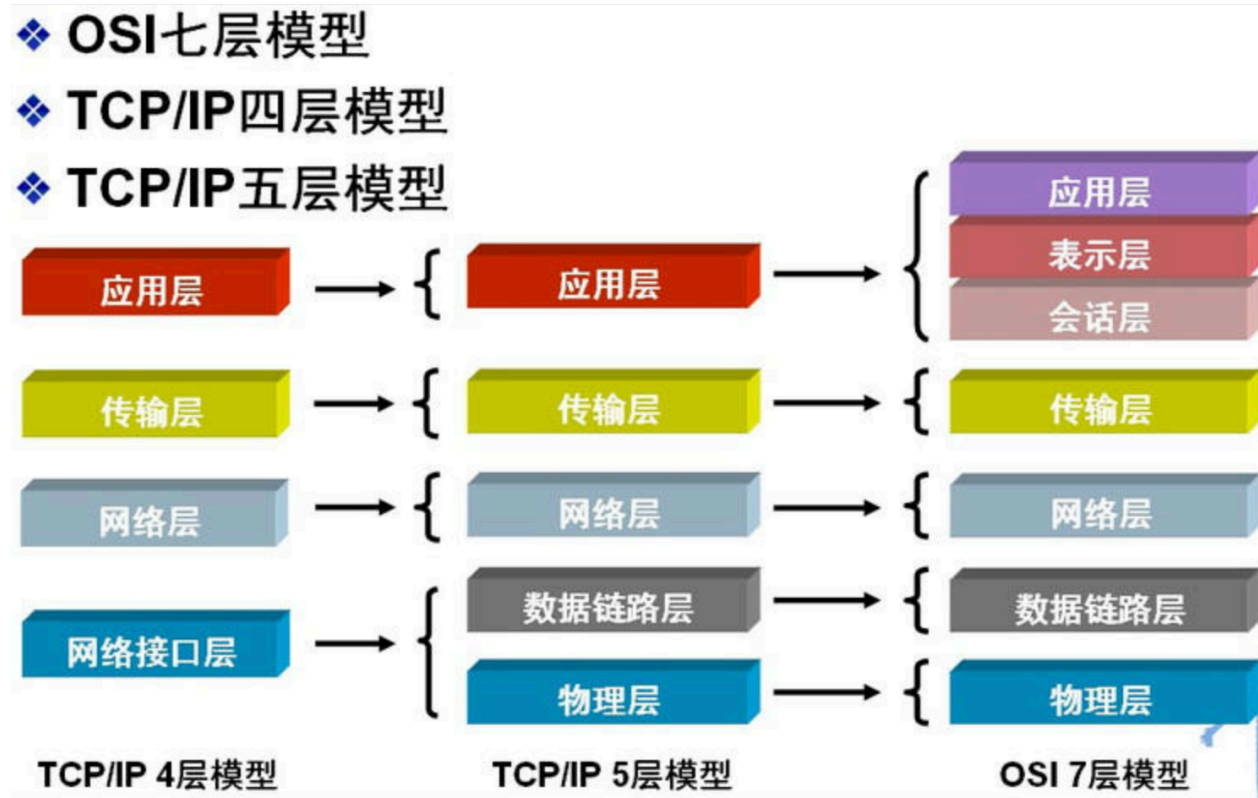 OSI七层模型
TCP/IP四层模型
TCP/IP五层模型
应用层
传输层
网络层
网络接口层
TCP/IP 4层模型
应用层
传输层
网络层
数据链路层
物理层
TCP/IP 5层模型
应用层
表示层
会话层
传输层
网络层
数据链路层
物理层
OSI 7层模型